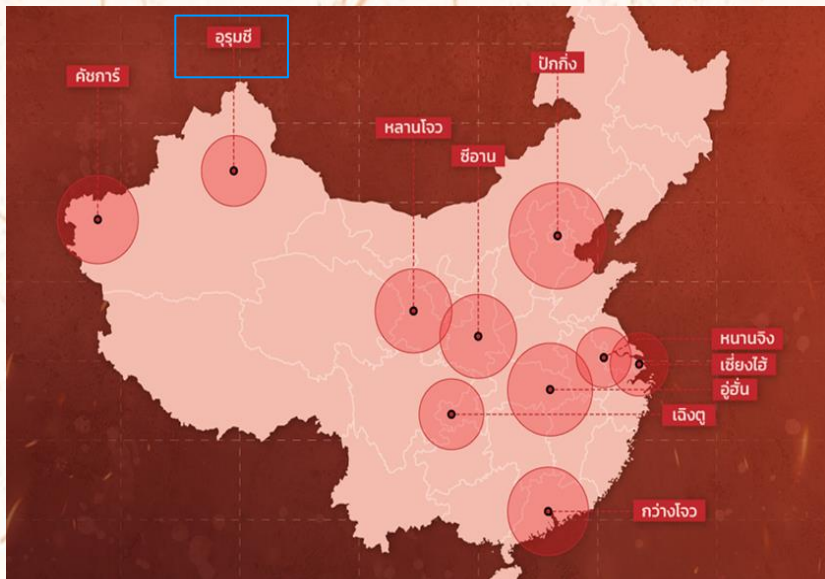 อุรุมชี
คัชการ์
ปักกิ่ง
หลานโจว
ซีอาน
หนานจิง
เซี่ยงไฮ้
อู่ฮั่น
เฉิงตู
กว่างโจว